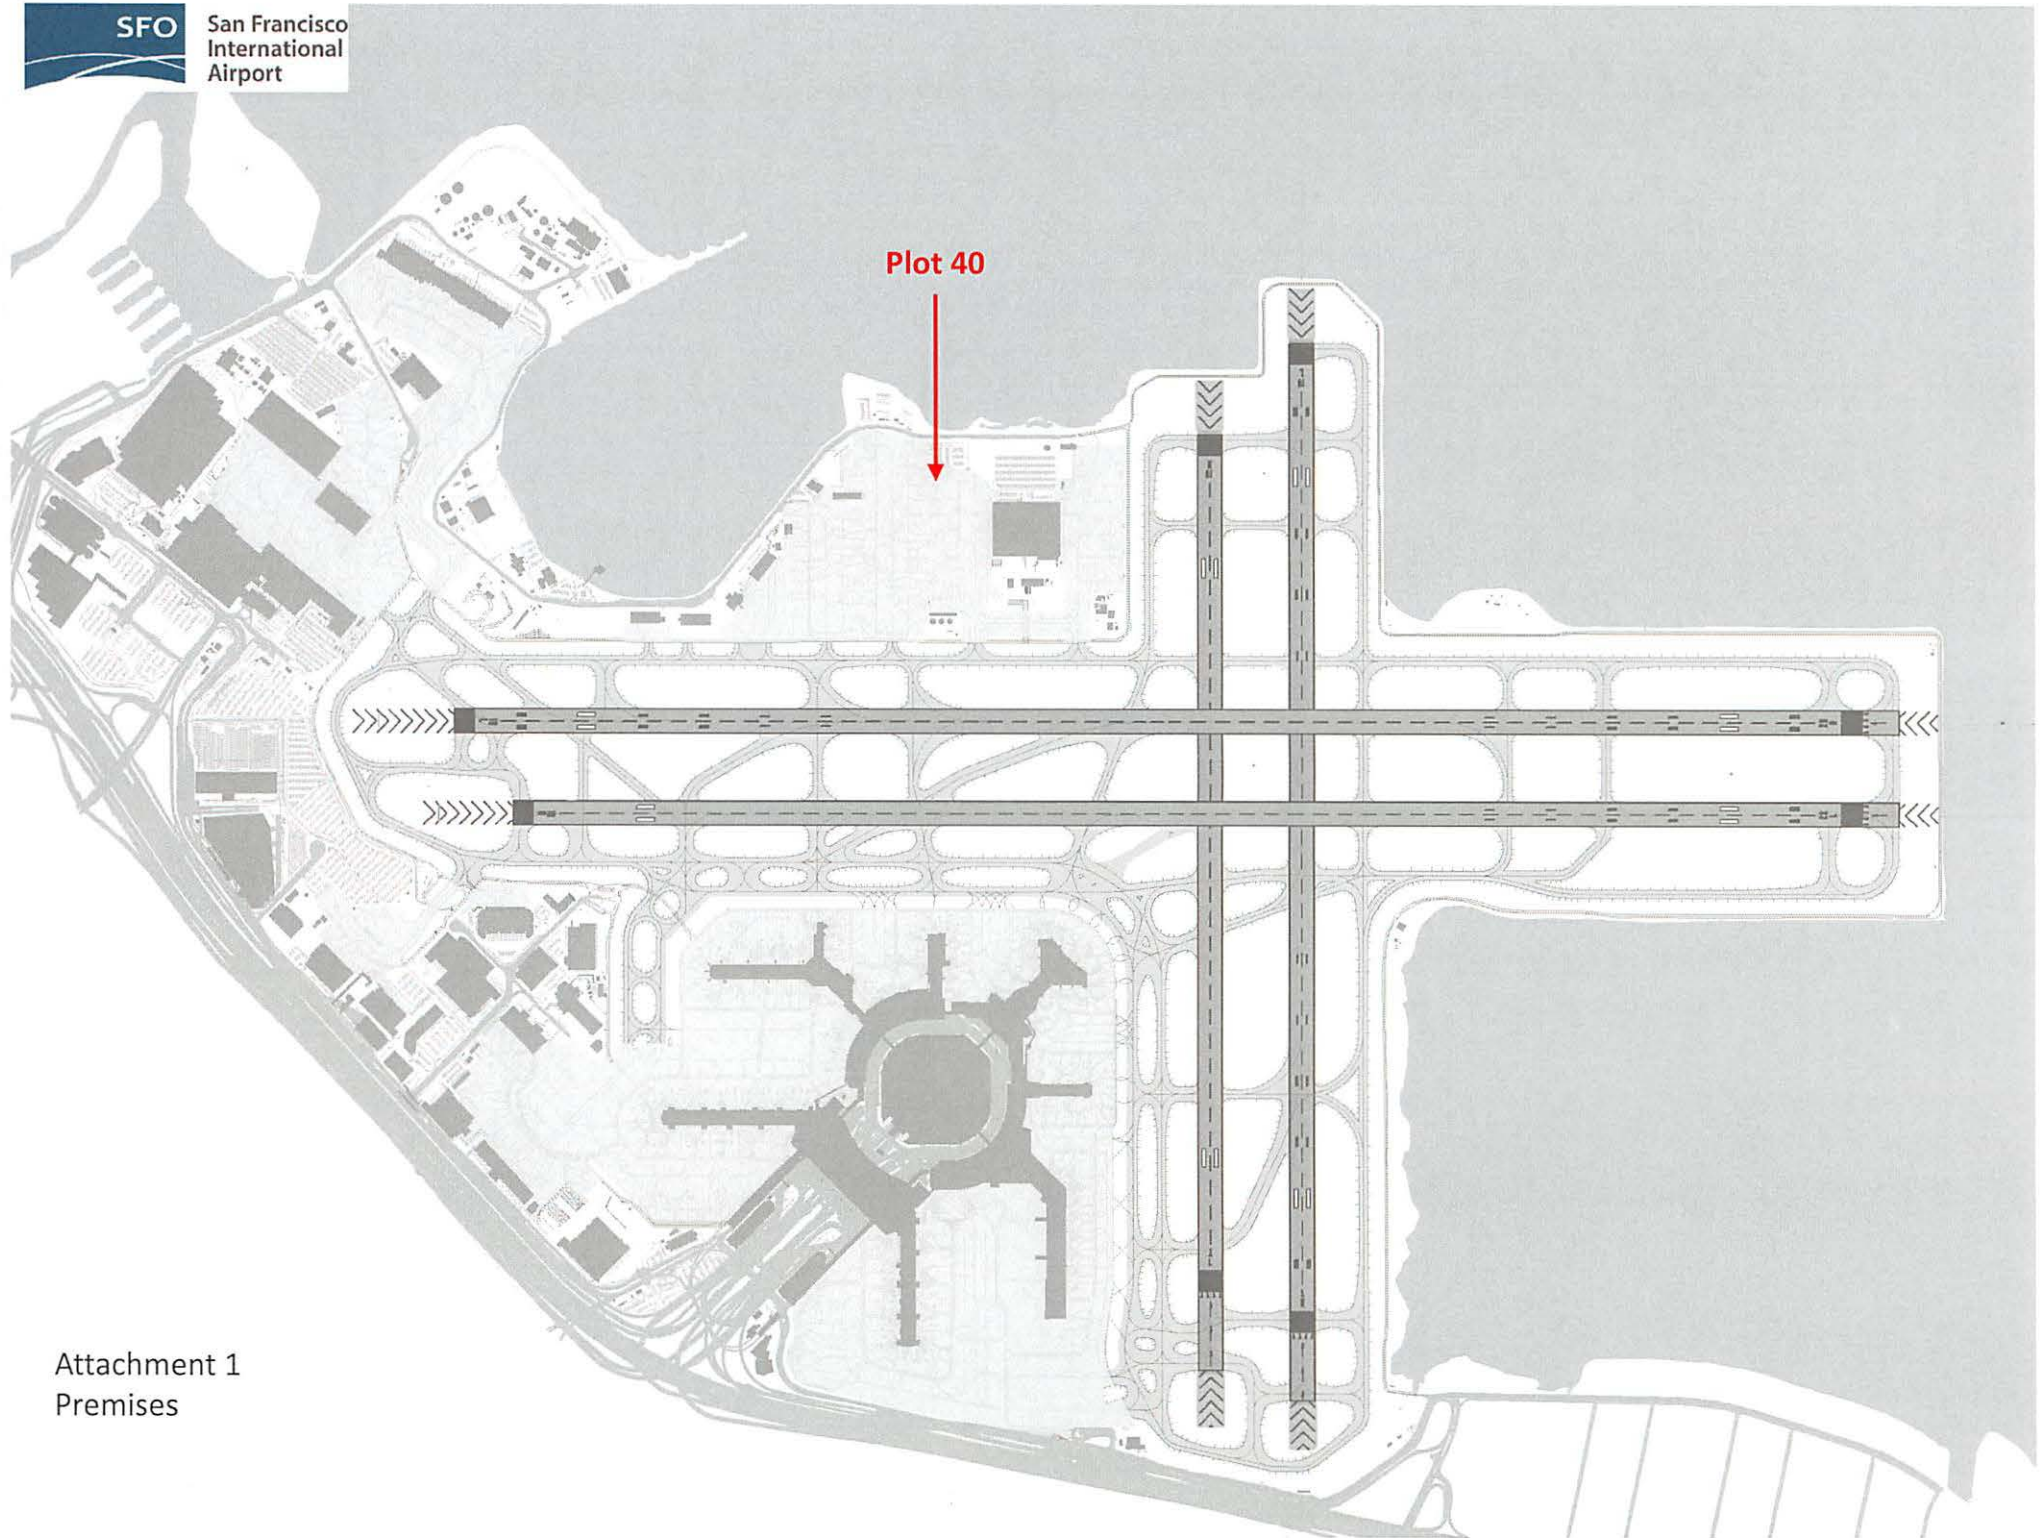 SFO
San Francisco
International
Airport
Plot 40
Attachment 1
Premises